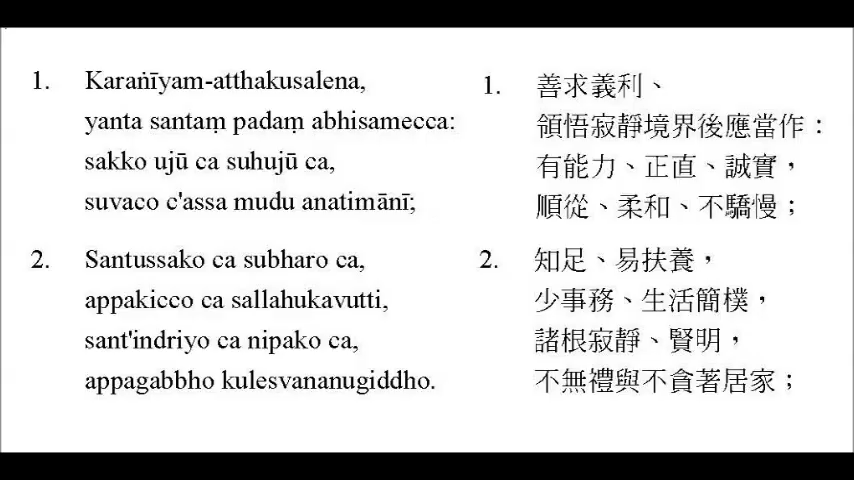 1. Karaṅīyam-atthakusalena,
yanta santaṃ padaṃ abhisamecca:
sakko ujū ca suhujū ca,
suvaco c'assa mudu anatimānī;
2. Santussako ca subharo ca,
appakicco ca sallahukavutti,
sant'indriyo ca nipako ca,
appagabbho kulesvananugiddho.
1. 善求義利、
領悟寂靜境界後應當作：
有能力、正直、誠實，
順從、柔和、不驕慢；
2. 知足、易扶養，
少事務、生活簡樸，
諸根寂靜、賢明，
不無禮與不貪著居家；